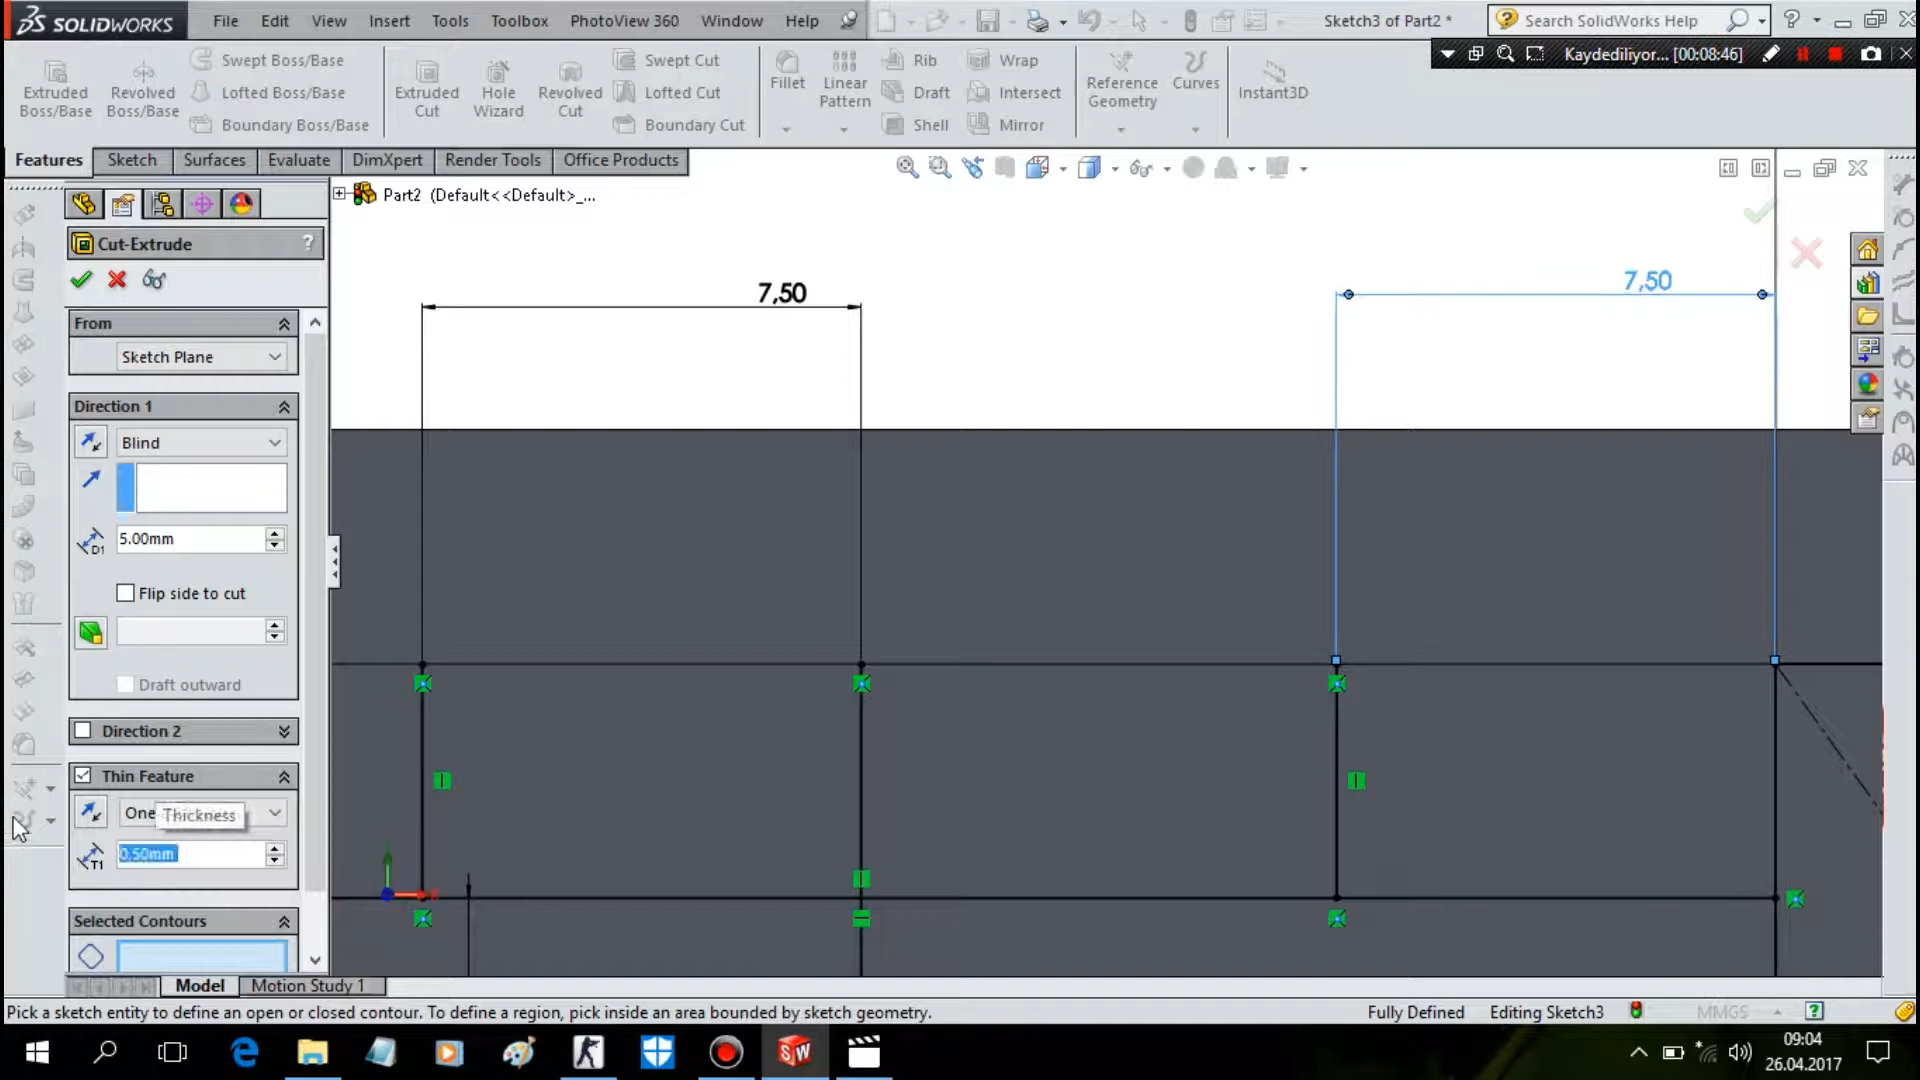 SOLIDWORKS File Edit View Insert Tools Toolbox PhotoView 360 Window Help Sketch3 of Part2 * Search SolidWorks Help
Kaydediliyor... [00:08:46]
Extruded Boss/Base
Revolved Boss/Base
Swept Boss/Base
Lofted Boss/Base
Boundary Boss/Base
Extruded Cut
Hole Wizard
Revolved Cut
Swept Cut
Lofted Cut
Boundary Cut
Fillet
Linear Pattern
Rib
Draft
Shell
Wrap
Intersect
Mirror
Reference Geometry
Curves
Instant3D
Features Sketch Surfaces Evaluate DimXpert Render Tools Office Products
Part2 (Default<<Default>_...
Cut-Extrude ?
From
Sketch Plane
Direction 1
Blind
D1 5.00mm
Flip side to cut
Draft outward
Direction 2
Thin Feature
One
Thickness
T1 0.50mm
Selected Contours
7,50
7,50
Model Motion Study 1
Pick a sketch entity to define an open or closed contour. To define a region, pick inside an area bounded by sketch geometry. Fully Defined Editing Sketch3 MMGS
SW
09:04
26.04.2017